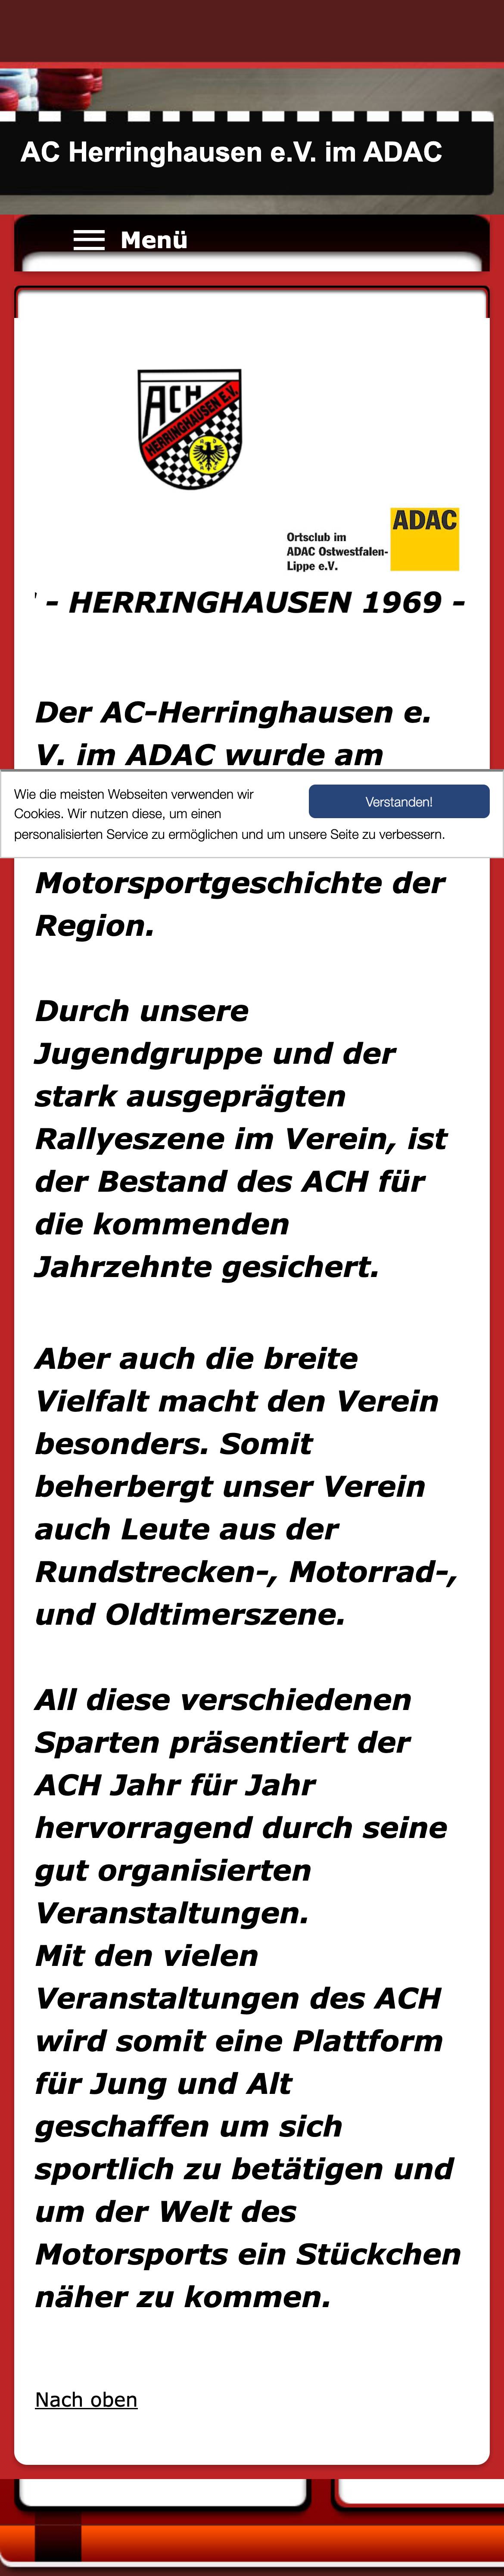 AC Herringhausen e.V. im ADAC
Menü
ACH
HERRINGHAUSEN E.V.
ADAC
Ortsclub im
ADAC Ostwestfalen-
Lippe e.V.
- HERRINGHAUSEN 1969 -
Der AC-Herringhausen e.
V. im ADAC wurde am
Wie die meisten Webseiten verwenden wir
Cookies. Wir nutzen diese, um einen
personalisierten Service zu ermöglichen und um unsere Seite zu verbessern.
Verstanden!
Motorsportgeschichte der
Region.
Durch unsere
Jugendgruppe und der
stark ausgeprägten
Rallyeszene im Verein, ist
der Bestand des ACH für
die kommenden
Jahrzehnte gesichert.
Aber auch die breite
Vielfalt macht den Verein
besonders. Somit
beherbergt unser Verein
auch Leute aus der
Rundstrecken-, Motorrad-,
und Oldtimerszene.
All diese verschiedenen
Sparten präsentiert der
ACH Jahr für Jahr
hervorragend durch seine
gut organisierten
Veranstaltungen.
Mit den vielen
Veranstaltungen des ACH
wird somit eine Plattform
für Jung und Alt
geschaffen um sich
sportlich zu betätigen und
um der Welt des
Motorsports ein Stückchen
näher zu kommen.
Nach oben